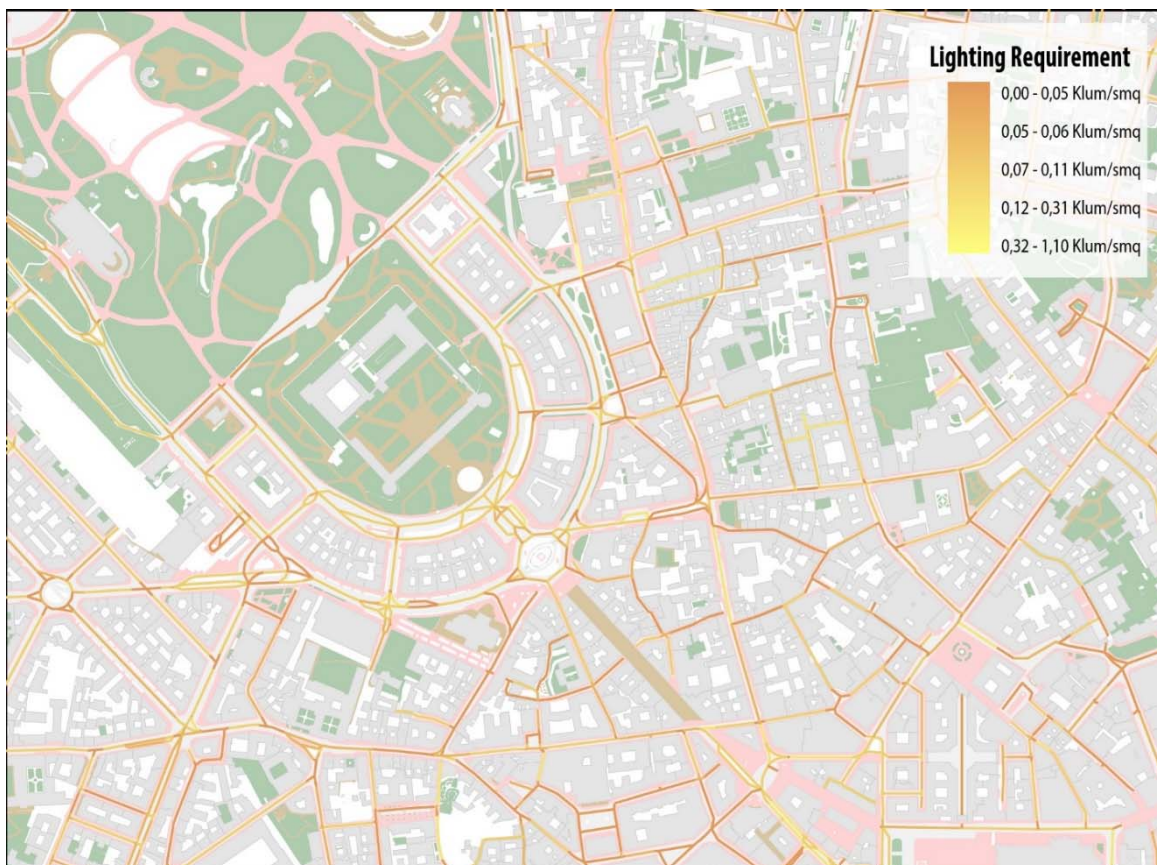 Lighting Requirement
0,00 - 0,05 Klum/smq
0,05 - 0,06 Klum/smq
0,07 - 0,11 Klum/smq
0,12 - 0,31 Klum/smq
0,32 - 1,10 Klum/smq